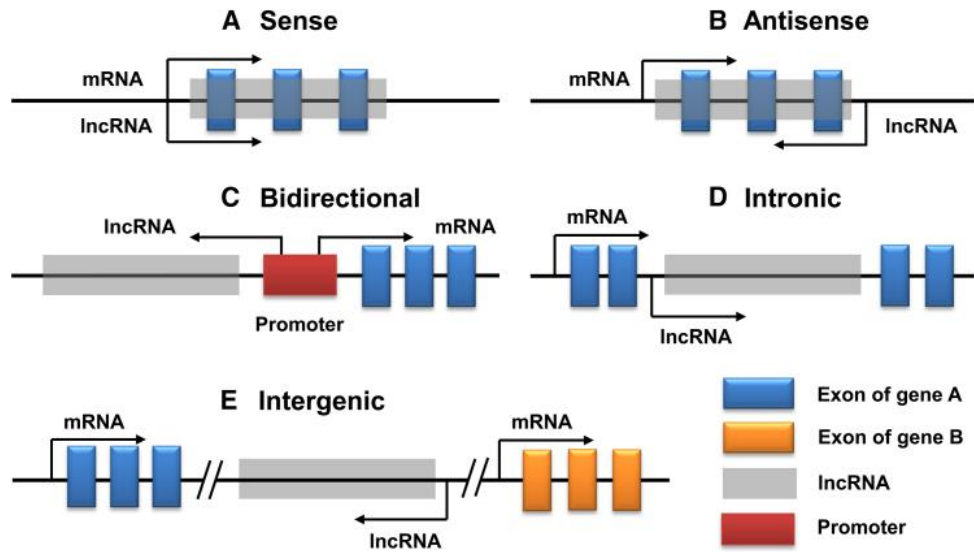 A Sense
mRNA
lncRNA
B Antisense
mRNA
lncRNA
C Bidirectional
lncRNA
mRNA
Promoter
D Intronic
mRNA
lncRNA
E Intergenic
mRNA
lncRNA
mRNA
Exon of gene A
Exon of gene B
lncRNA
Promoter